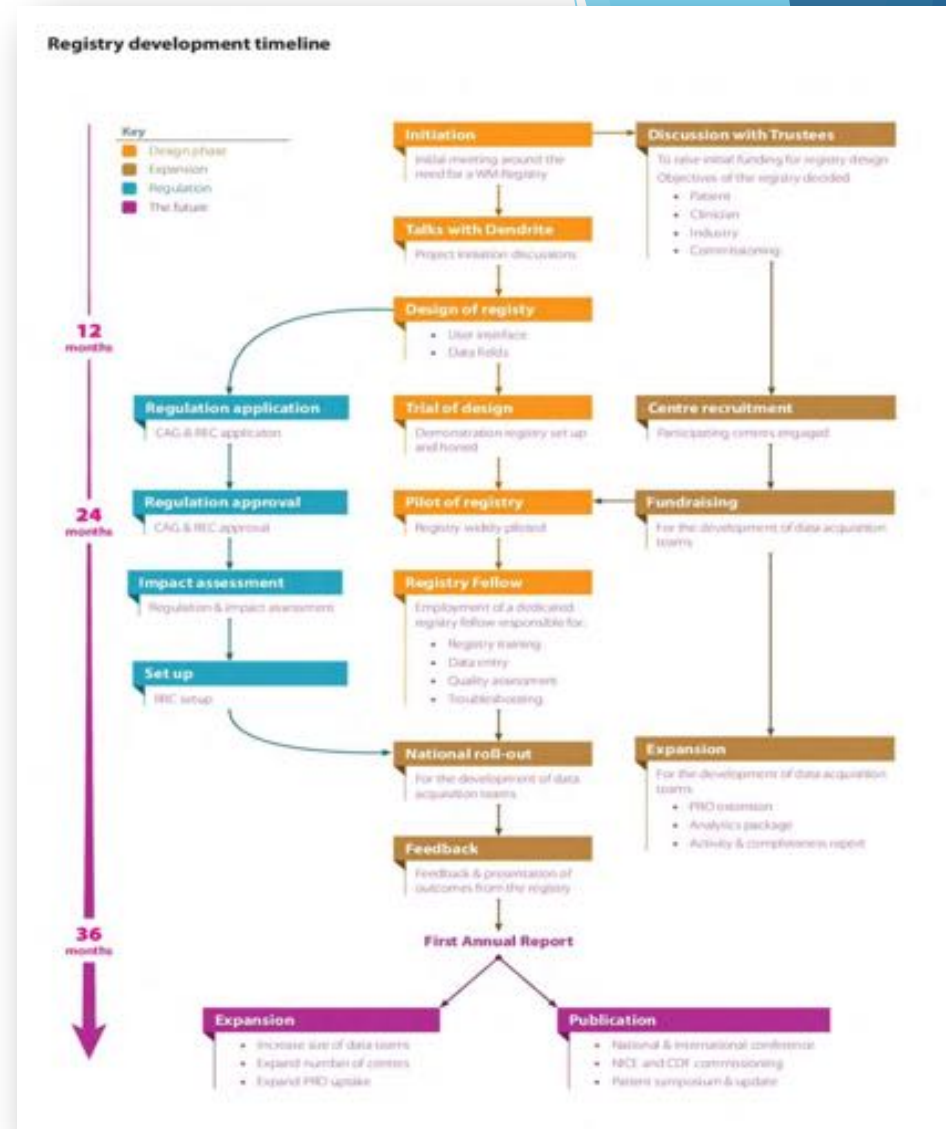 Registry development timeline
Key
Design phase
Expansion
Regulation
The future
12
months
24
months
36
months
Initiation
Initial meeting around the
need for a WM Registry
Discussion with Trustees
To raise initial funding for registry design
Objectives of the registry decided
• Patient
• Clinician
• Industry
• Commissioning
Talks with Dendrite
Project initiation discussions
Design of registy
• User interface
• Data fields
Regulation application
CAG & REC application
Trial of design
Demonstration registry set up
and honed
Centre recruitment
Participating centres engaged
Regulation approval
CAG & REC approval
Pilot of registry
Registry widely piloted
Fundraising
For the development of data acquisition
teams
Impact assessment
Regulation & impact assessment
Registry Fellow
Employment of a dedicated
registry fellow responsible for:
• Registry training
• Data entry
• Quality assessment
• Troubleshooting
Set up
setup
National roll-out
For the development of data
acquisition teams
Expansion
For the development of data acquisition
teams
• PRO extension
• Analytics package
• Activity & completeness report
Feedback
Feedback & presentation of
outcomes from the registry
First Annual Report
Expansion
• Increase size of data teams
• Expand number of centres
• Expand PRO uptake
Publication
• National & international conference
• NICE and CDF commissioning
• Patient symposium & update